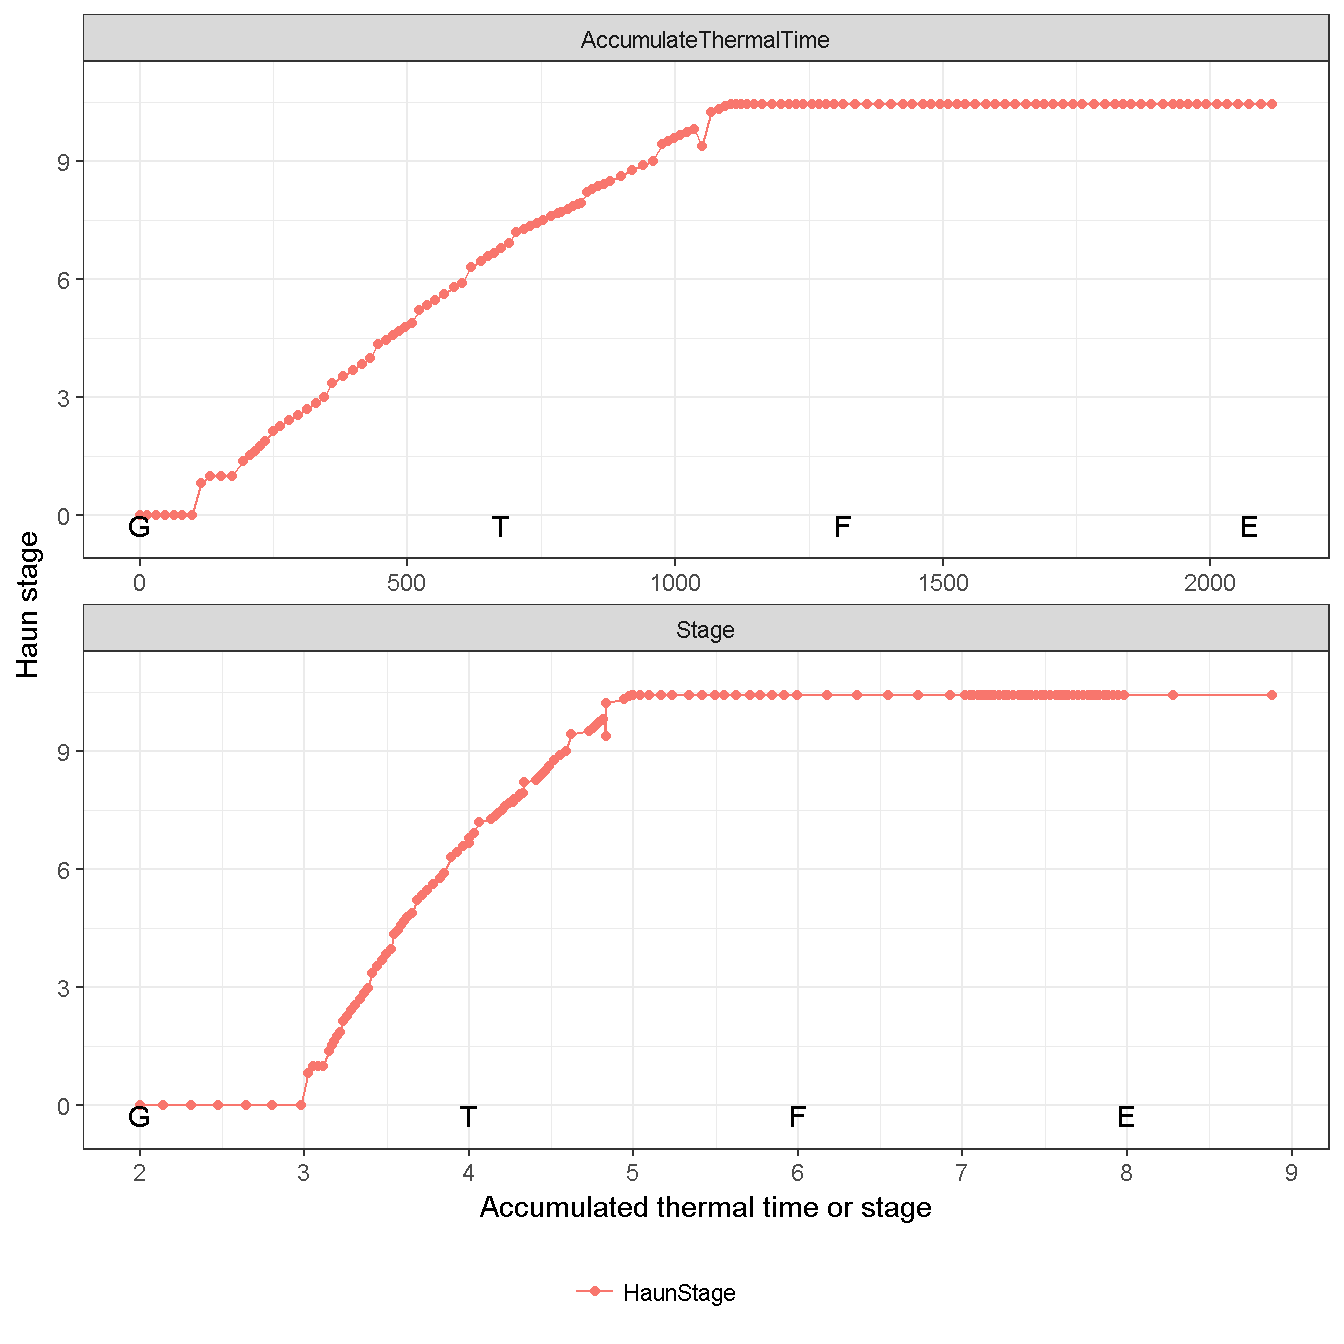 AccumulateThermalTime
9
6
3
0
G T F E
0 500 1000 1500 2000
Haun stage
Stage
9
6
3
0
G T F E
2 3 4 5 6 7 8 9
Accumulated thermal time or stage
HaunStage